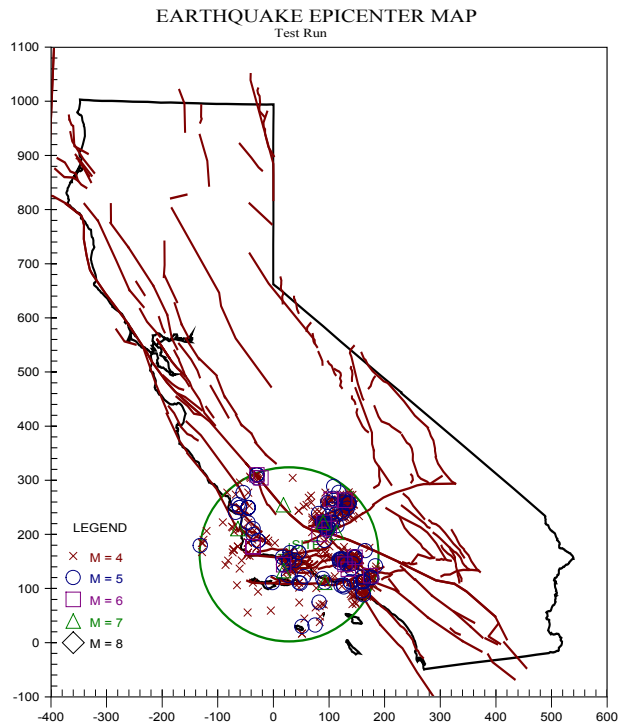 EARTHQUAKE EPICENTER MAP
Test Run
1100
1000
900
800
700
600
500
400
300
200
100
0
-100
SITE
LEGEND
M = 4
M = 5
M = 6
M = 7
M = 8
-400 -300 -200 -100 0 100 200 300 400 500 600